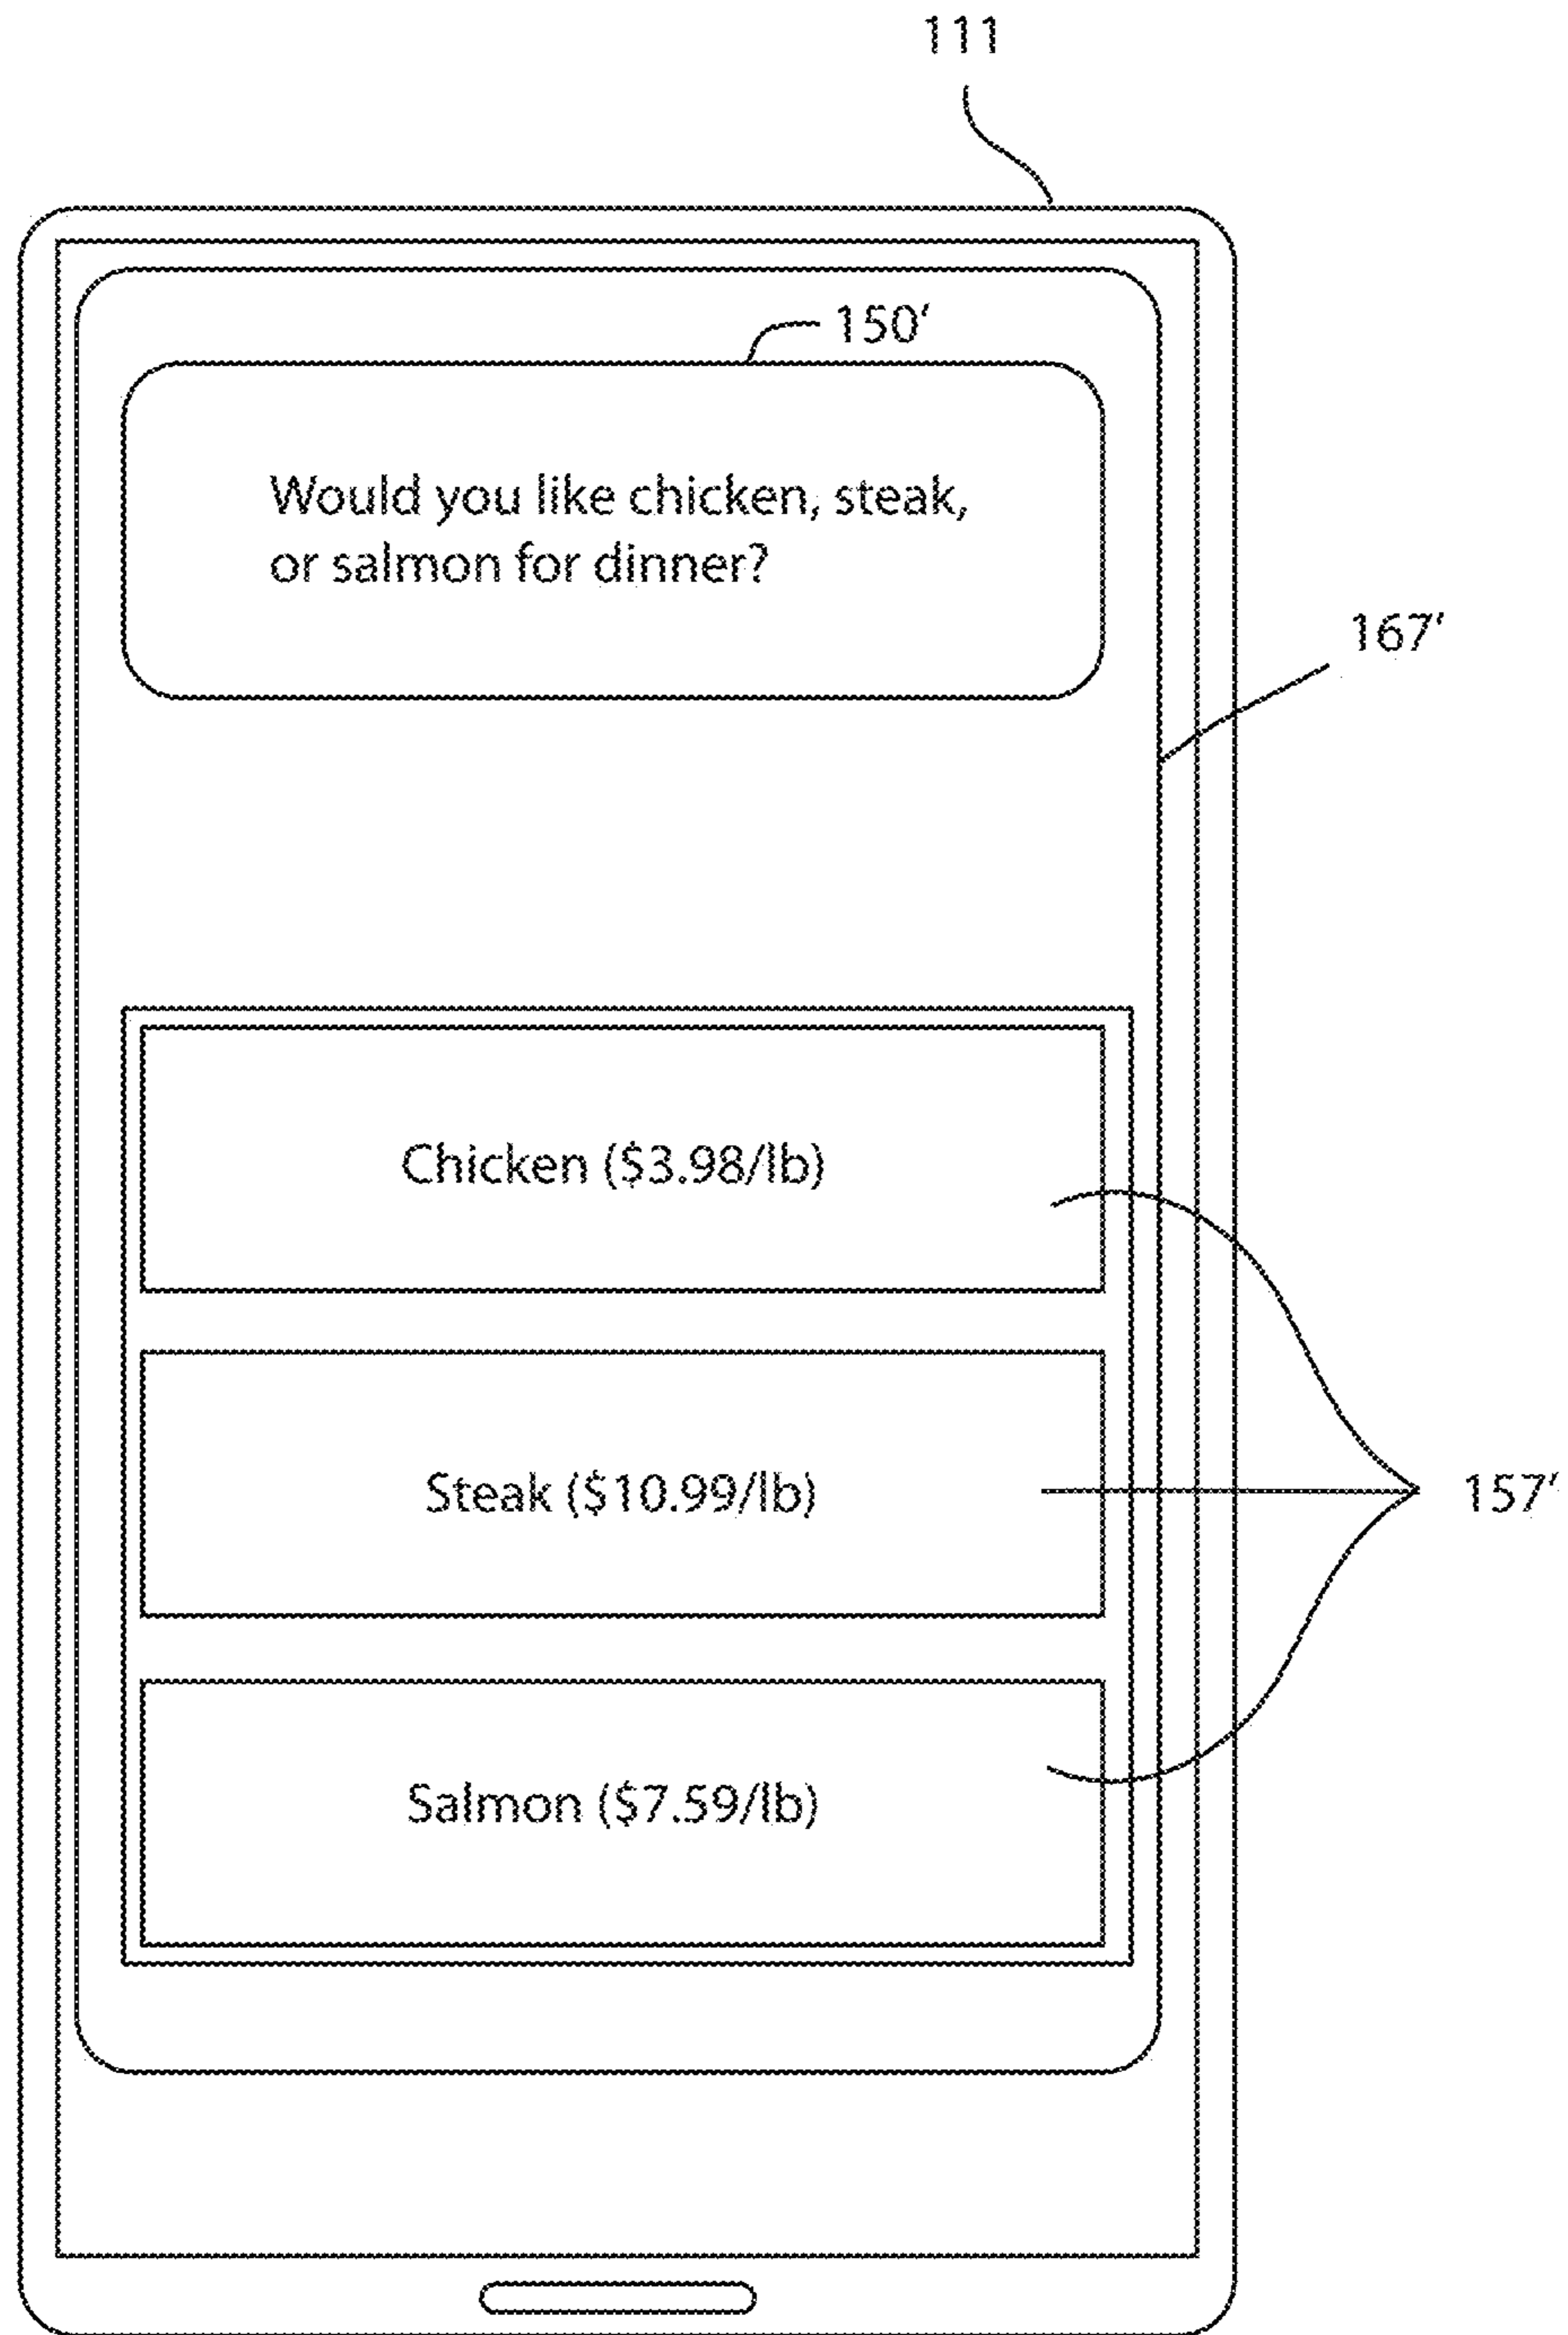 111
150'
Would you like chicken, steak,
or salmon for dinner?
167'
Chicken ($3.98/lb)
Steak ($10.99/lb)
157'
Salmon ($7.59/lb)